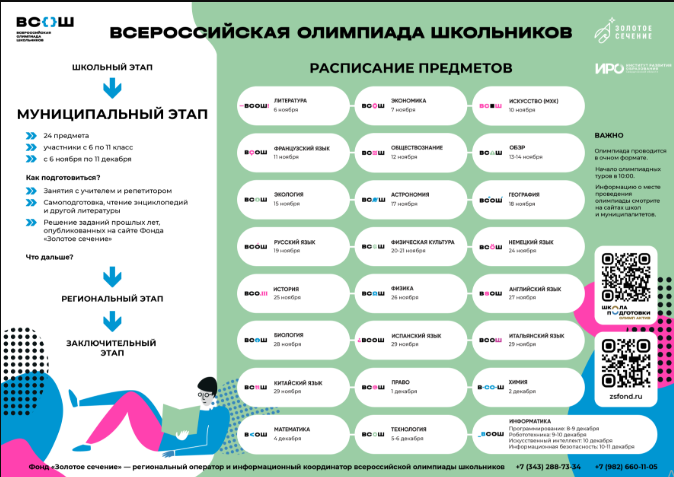 ВСОШ
ВСЕРОССИЙСКАЯ
ОЛИМПИАДА
ШКОЛЬНИКОВ
ВСЕРОССИЙСКАЯ ОЛИМПИАДА ШКОЛЬНИКОВ
ЗОЛОТОЕ
СЕЧЕНИЕ
ИРО
ШКОЛЬНЫЙ ЭТАП
МУНИЦИПАЛЬНЫЙ ЭТАП
24 предмета
участники с 6 по 11 класс
с 6 ноября по 11 декабря
Как подготовиться?
Занятия с учителем и репетитором
Самоподготовка, чтение энциклопедий
и другой литературы
Решение заданий прошлых лет,
опубликованных на сайте Фонда
«Золотое сечение»
Что дальше?
РЕГИОНАЛЬНЫЙ ЭТАП
ЗАКЛЮЧИТЕЛЬНЫЙ
ЭТАП
РАСПИСАНИЕ ПРЕДМЕТОВ
ВСОШ
ЛИТЕРАТУРА
6 ноября
ВСОШ
ЭКОНОМИКА
7 ноября
ВСОШ
ИСКУССТВО (МХК)
10 ноября
ВСОШ
ФРАНЦУЗСКИЙ ЯЗЫК
11 ноября
ВСОШ
ОБЩЕСТВОЗНАНИЕ
12 ноября
ВСОШ
ОБЗР
13-14 ноября
ВСОШ
ЭКОЛОГИЯ
15 ноября
ВСОШ
АСТРОНОМИЯ
17 ноября
ВСОШ
ГЕОГРАФИЯ
18 ноября
ВСОШ
РУССКИЙ ЯЗЫК
19 ноября
ВСОШ
ФИЗИЧЕСКАЯ КУЛЬТУРА
20-21 ноября
ВСОШ
НЕМЕЦКИЙ ЯЗЫК
24 ноября
ВСОШ
ИСТОРИЯ
25 ноября
ВСОШ
ФИЗИКА
26 ноября
ВСОШ
АНГЛИЙСКИЙ ЯЗЫК
27 ноября
ВСОШ
БИОЛОГИЯ
28 ноября
ВСОШ
ИСПАНСКИЙ ЯЗЫК
29 ноября
ВСОШ
ИТАЛЬЯНСКИЙ ЯЗЫК
29 ноября
ВСОШ
КИТАЙСКИЙ ЯЗЫК
29 ноября
ВСОШ
ПРАВО
1 декабря
В-СО-Ш
ХИМИЯ
2 декабря
ВСОШ
МАТЕМАТИКА
4 декабря
ВСОШ
ТЕХНОЛОГИЯ
5-6 декабря
_ВСОШ
ИНФОРМАТИКА
Программирование: 8-9 декабря
Робототехника: 9-10 декабря
Искусственный интеллект: 10 декабря
Информационная безопасность: 10-11 декабря
ВАЖНО
Олимпиада проводится
в очном формате.
Начало олимпиадных
туров в 10:00.
Информацию о месте
проведения
олимпиады смотрите
на сайтах школ
и муниципалитетов.
ШКОЛА
ПОДГОТОВКИ
zsfond.ru
Фонд «Золотое сечение» — региональный оператор и информационный координатор всероссийской олимпиады школьников
+7 (343) 288-73-34
+7 (982) 660-11-05